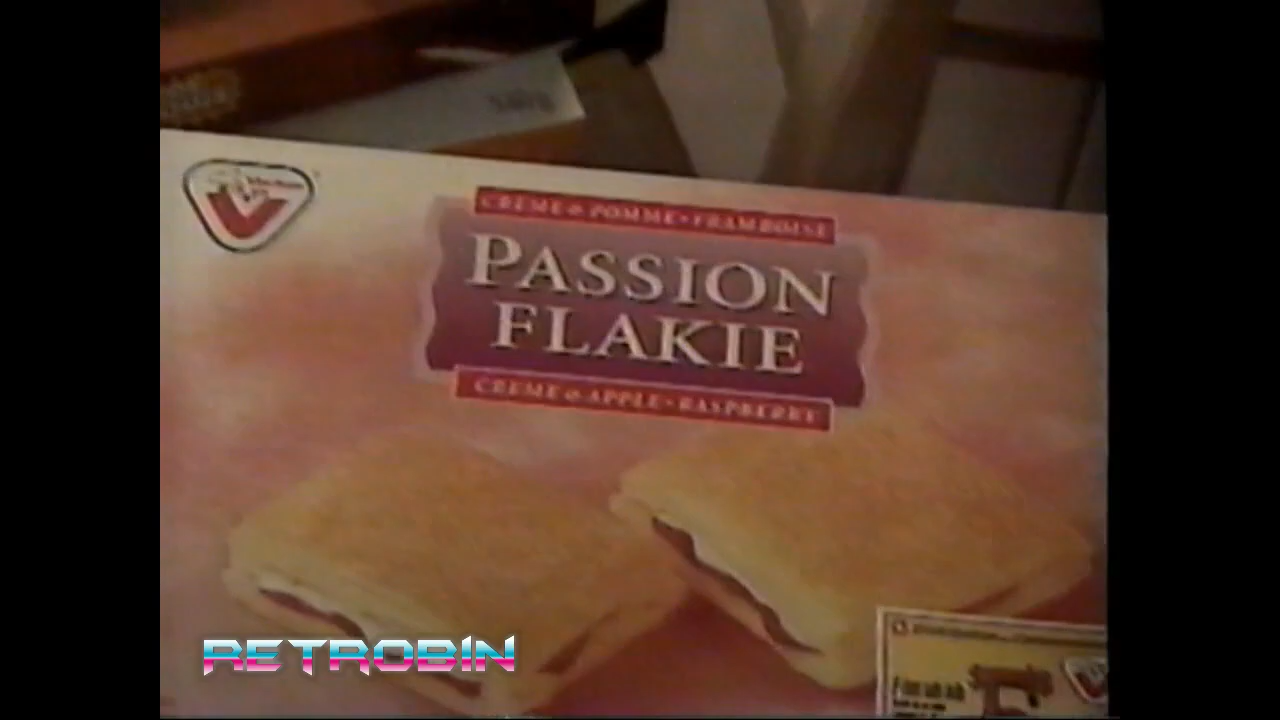 CRÈME & POMME • FRAMBOISE
PASSION
FLAKIE
CREME & APPLE • RASPBERRY
RETROBIN